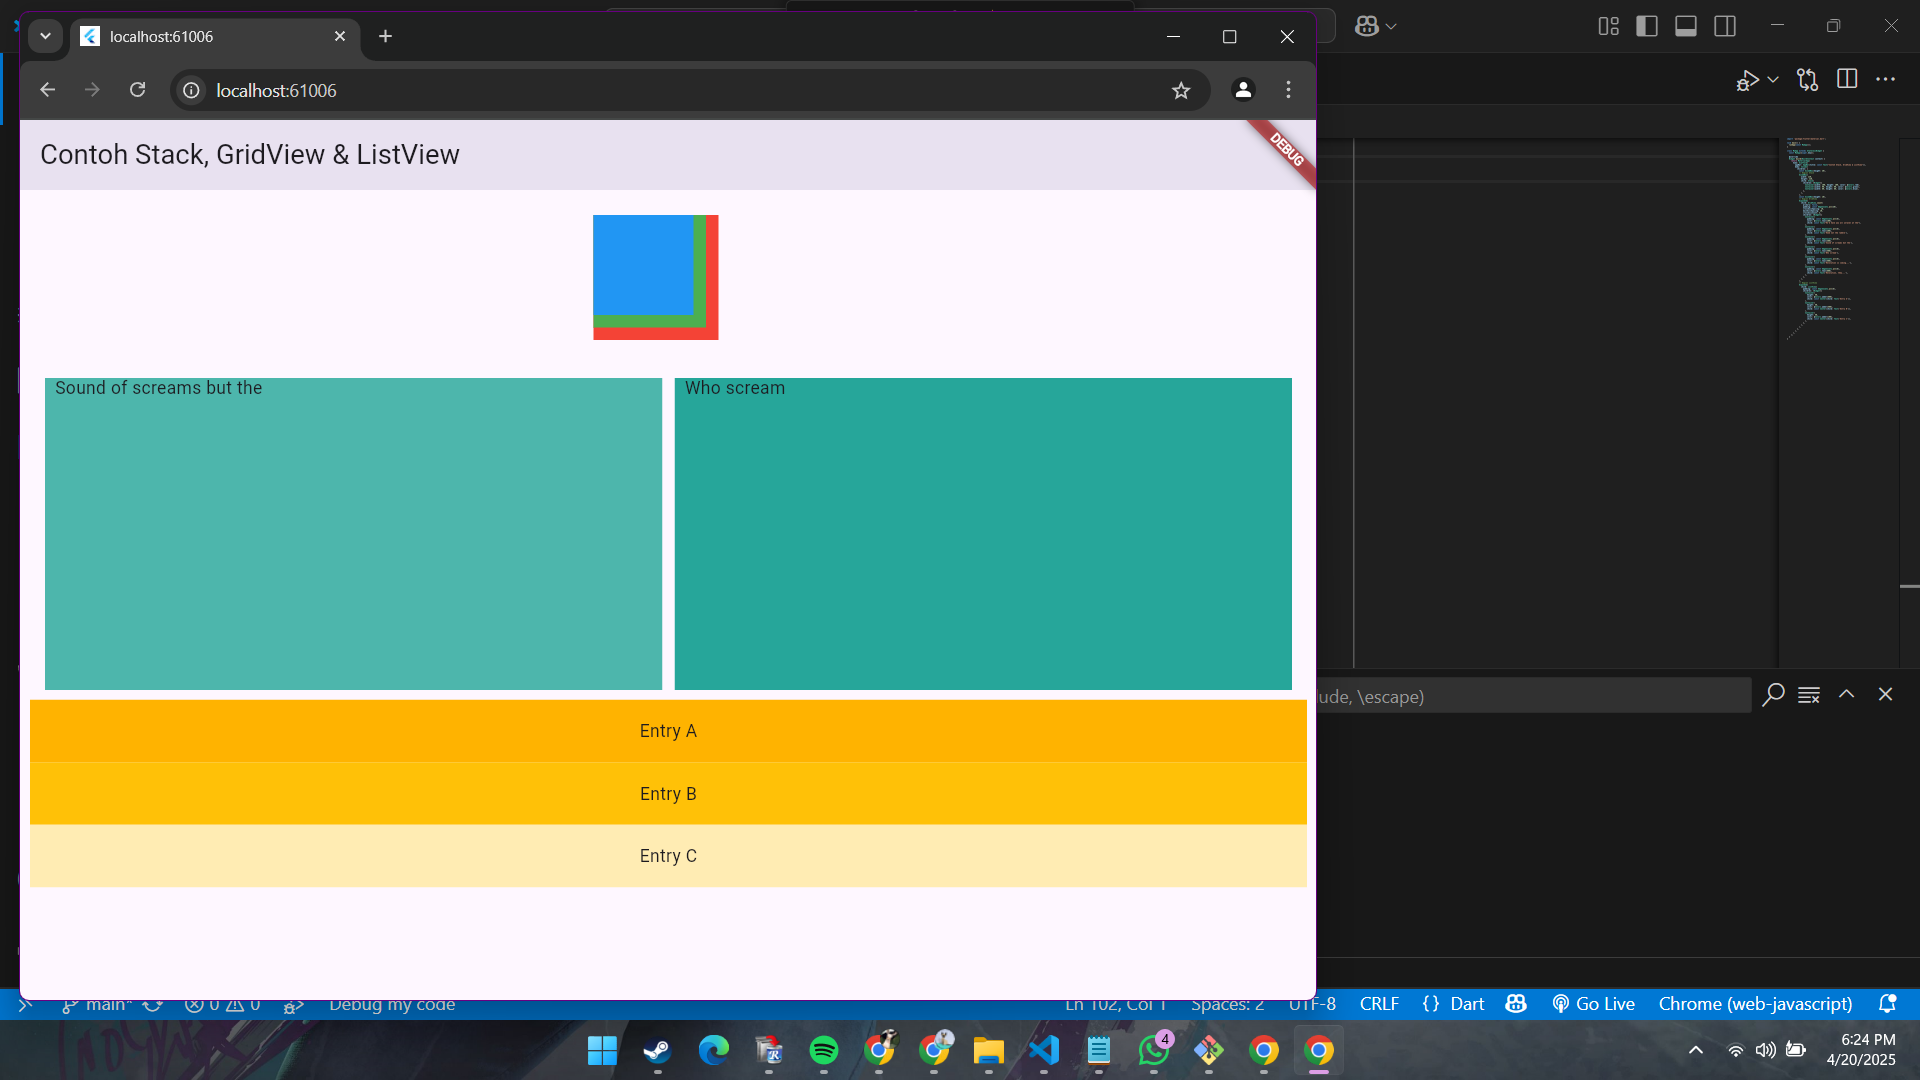 localhost:61006
localhost:61006
Contoh Stack, GridView & ListView
DEBUG
Sound of screams but the
Who scream
Entry A
Entry B
Entry C
lude, \escape)
main*
0
0
Debug my code
Ln 102, Col 1
Spaces: 2
UTF-8
CRLF
{ } Dart
Go Live
Chrome (web-javascript)
4
6:24 PM
4/20/2025